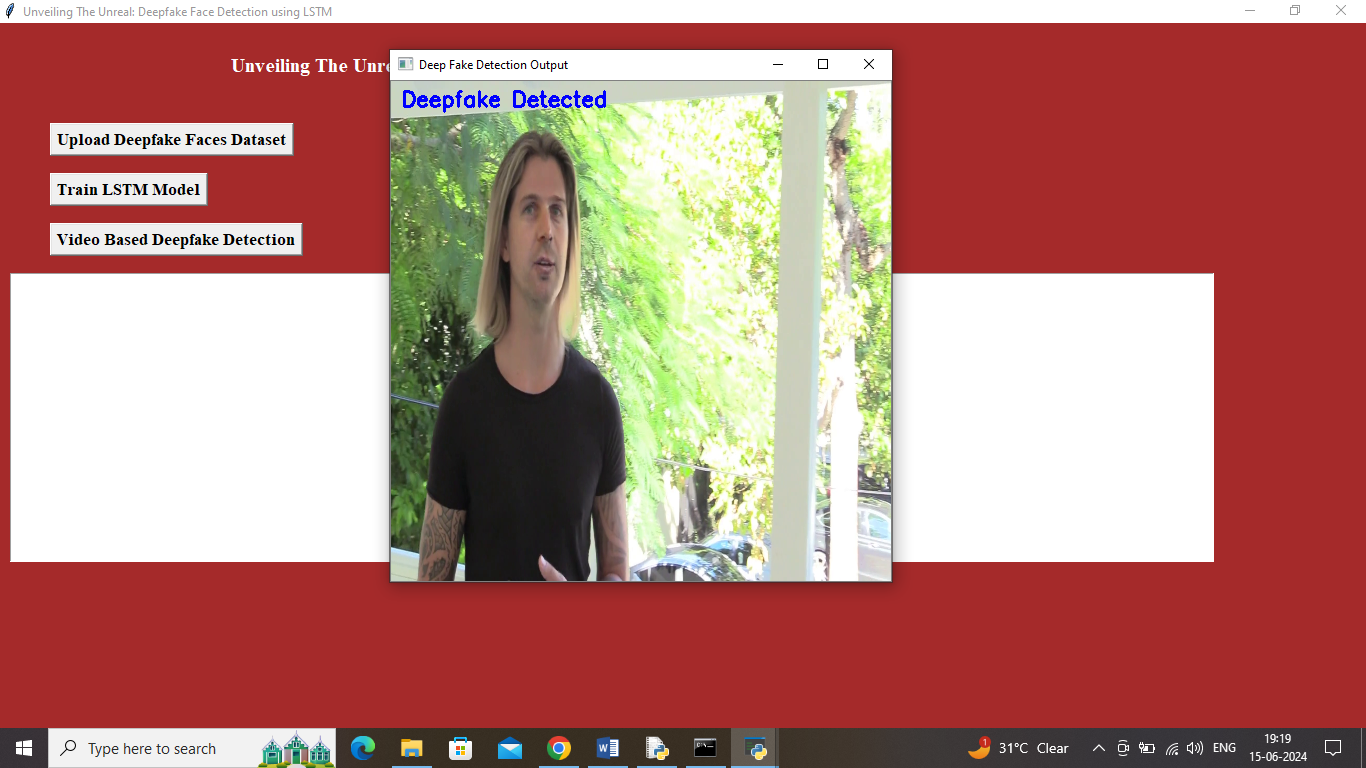 Unveiling The Unreal: Deepfake Face Detection using LSTM
Unveiling The Unre
Deep Fake Detection Output
Deepfake Detected
Upload Deepfake Faces Dataset
Train LSTM Model
Video Based Deepfake Detection
Type here to search
1
31°C Clear
ENG
19:19
15-06-2024